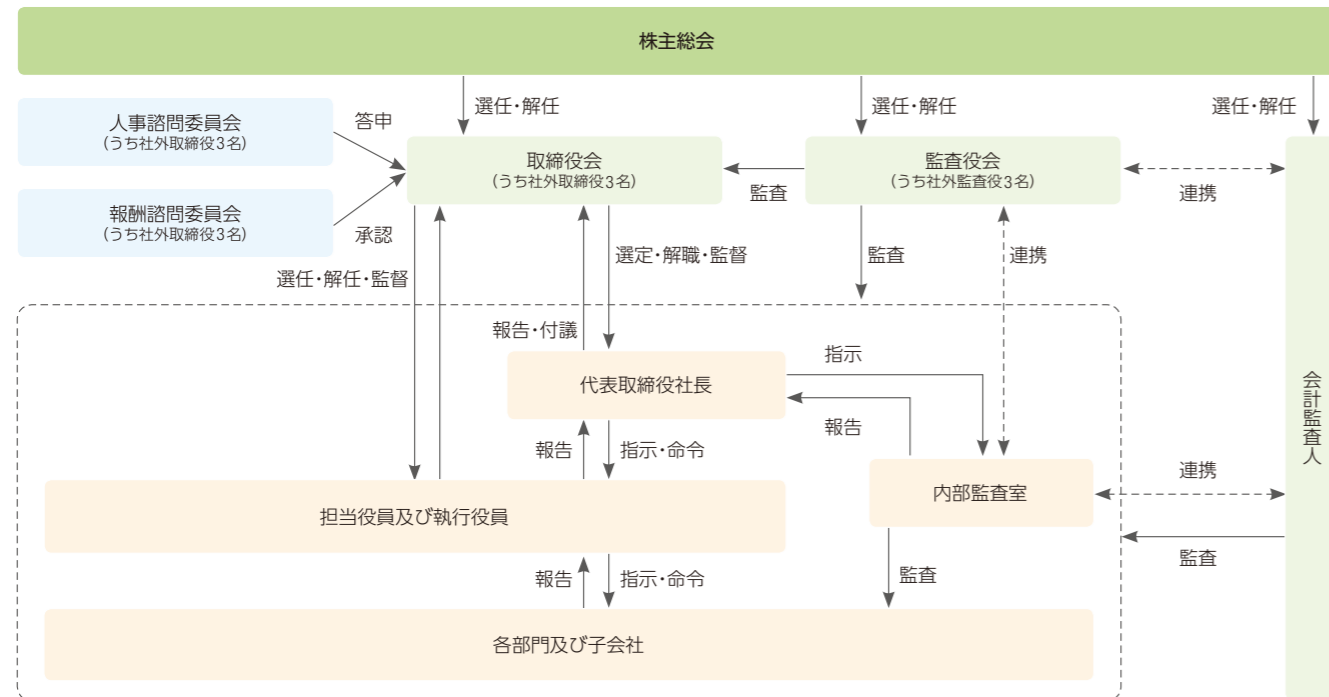 株主総会
選任・解任
選任・解任
選任・解任
人事諮問委員会
(うち社外取締役3名)
答申
取締役会
(うち社外取締役3名)
監査
監査役会
(うち社外監査役3名)
連携
報酬諮問委員会
(うち社外取締役3名)
承認
選任・解任・監督
選定・解職・監督
監査
連携
報告・付議
代表取締役社長
指示
報告
報告
指示・命令
会計監査人
担当役員及び執行役員
内部監査室
連携
監査
報告
指示・命令
監査
各部門及び子会社